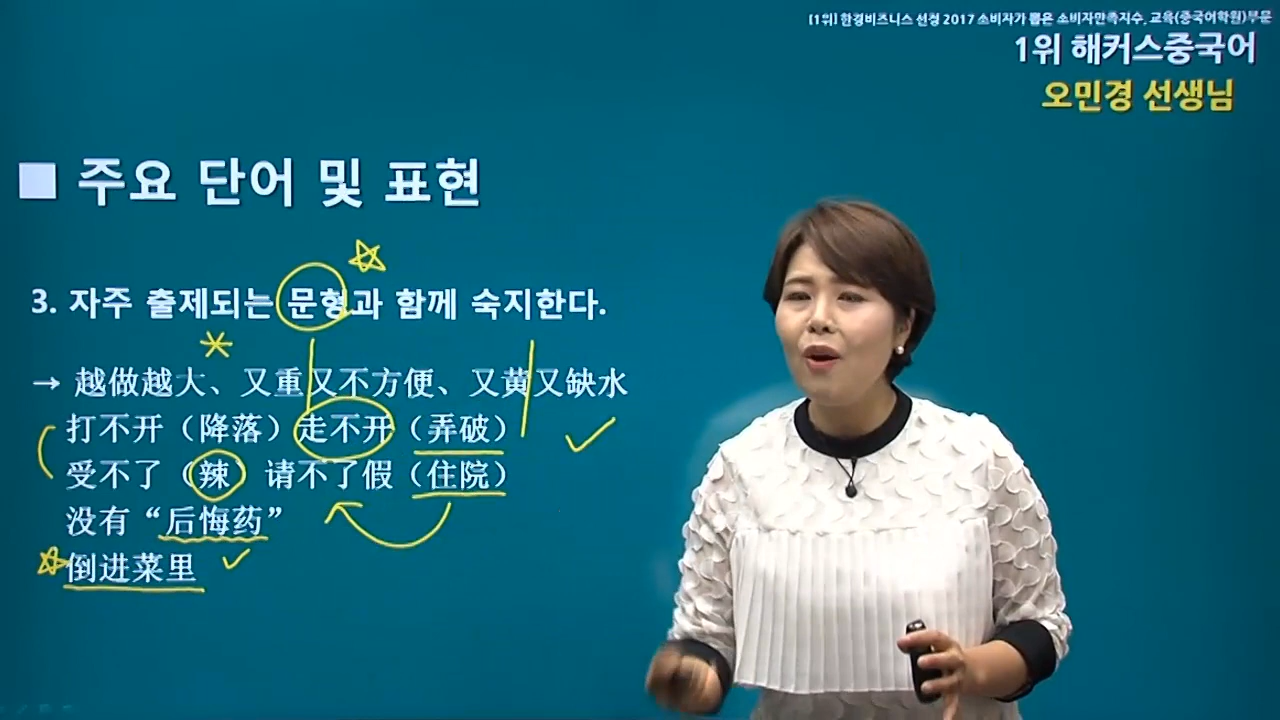 [1위] 한경비즈니스 선정 2017 소비자가 뽑은 소비자만족지수, 교육(중국어학원)부문
1위 해커스중국어
오민경 선생님
■ 주요 단어 및 표현
3. 자주 출제되는 문형과 함께 숙지한다.
→ 越做越大、又重又不方便、又黄又缺水
打不开（降落）走不开（弄破）
受不了（辣） 请不了假（住院）
没有“后悔药”
倒进菜里